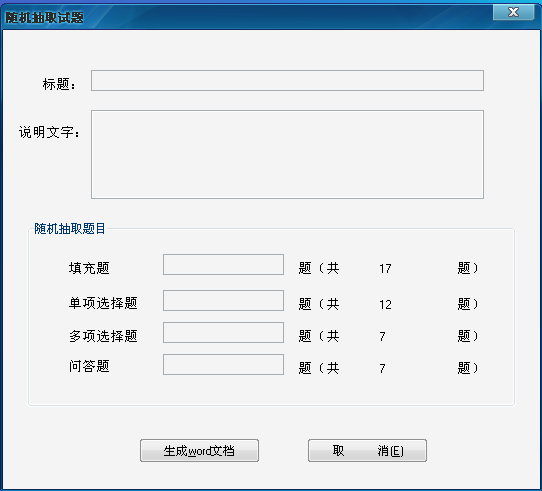 随机抽取试题
标题：
说明文字：
随机抽取题目
填充题 题（共 17 题）
单项选择题 题（共 12 题）
多项选择题 题（共 7 题）
问答题 题（共 7 题）
生成word文档 取 消(E)